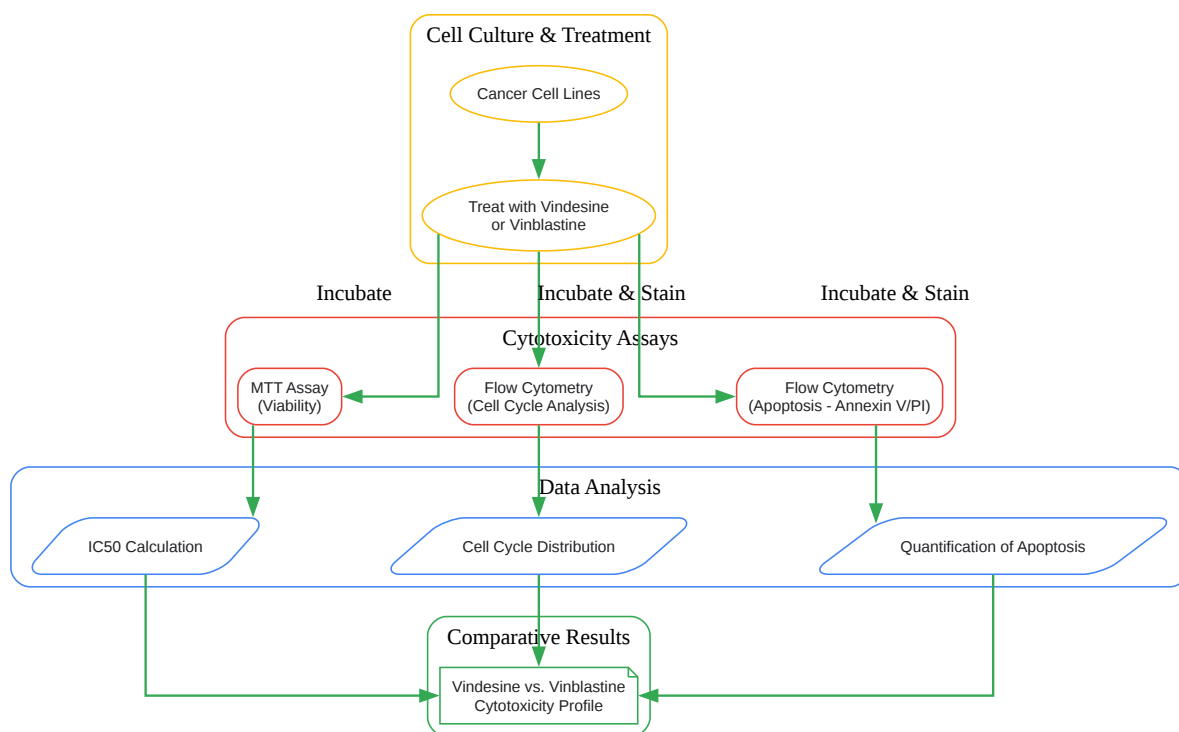 Cell Culture & Treatment
Cancer Cell Lines
Treat with Vindesine
or Vinblastine
Incubate
Incubate & Stain
Incubate & Stain
Cytotoxicity Assays
MTT Assay
(Viability)
Flow Cytometry
(Cell Cycle Analysis)
Flow Cytometry
(Apoptosis - Annexin V/PI)
Data Analysis
IC50 Calculation
Cell Cycle Distribution
Quantification of Apoptosis
Comparative Results
Vindesine vs. Vinblastine
Cytotoxicity Profile